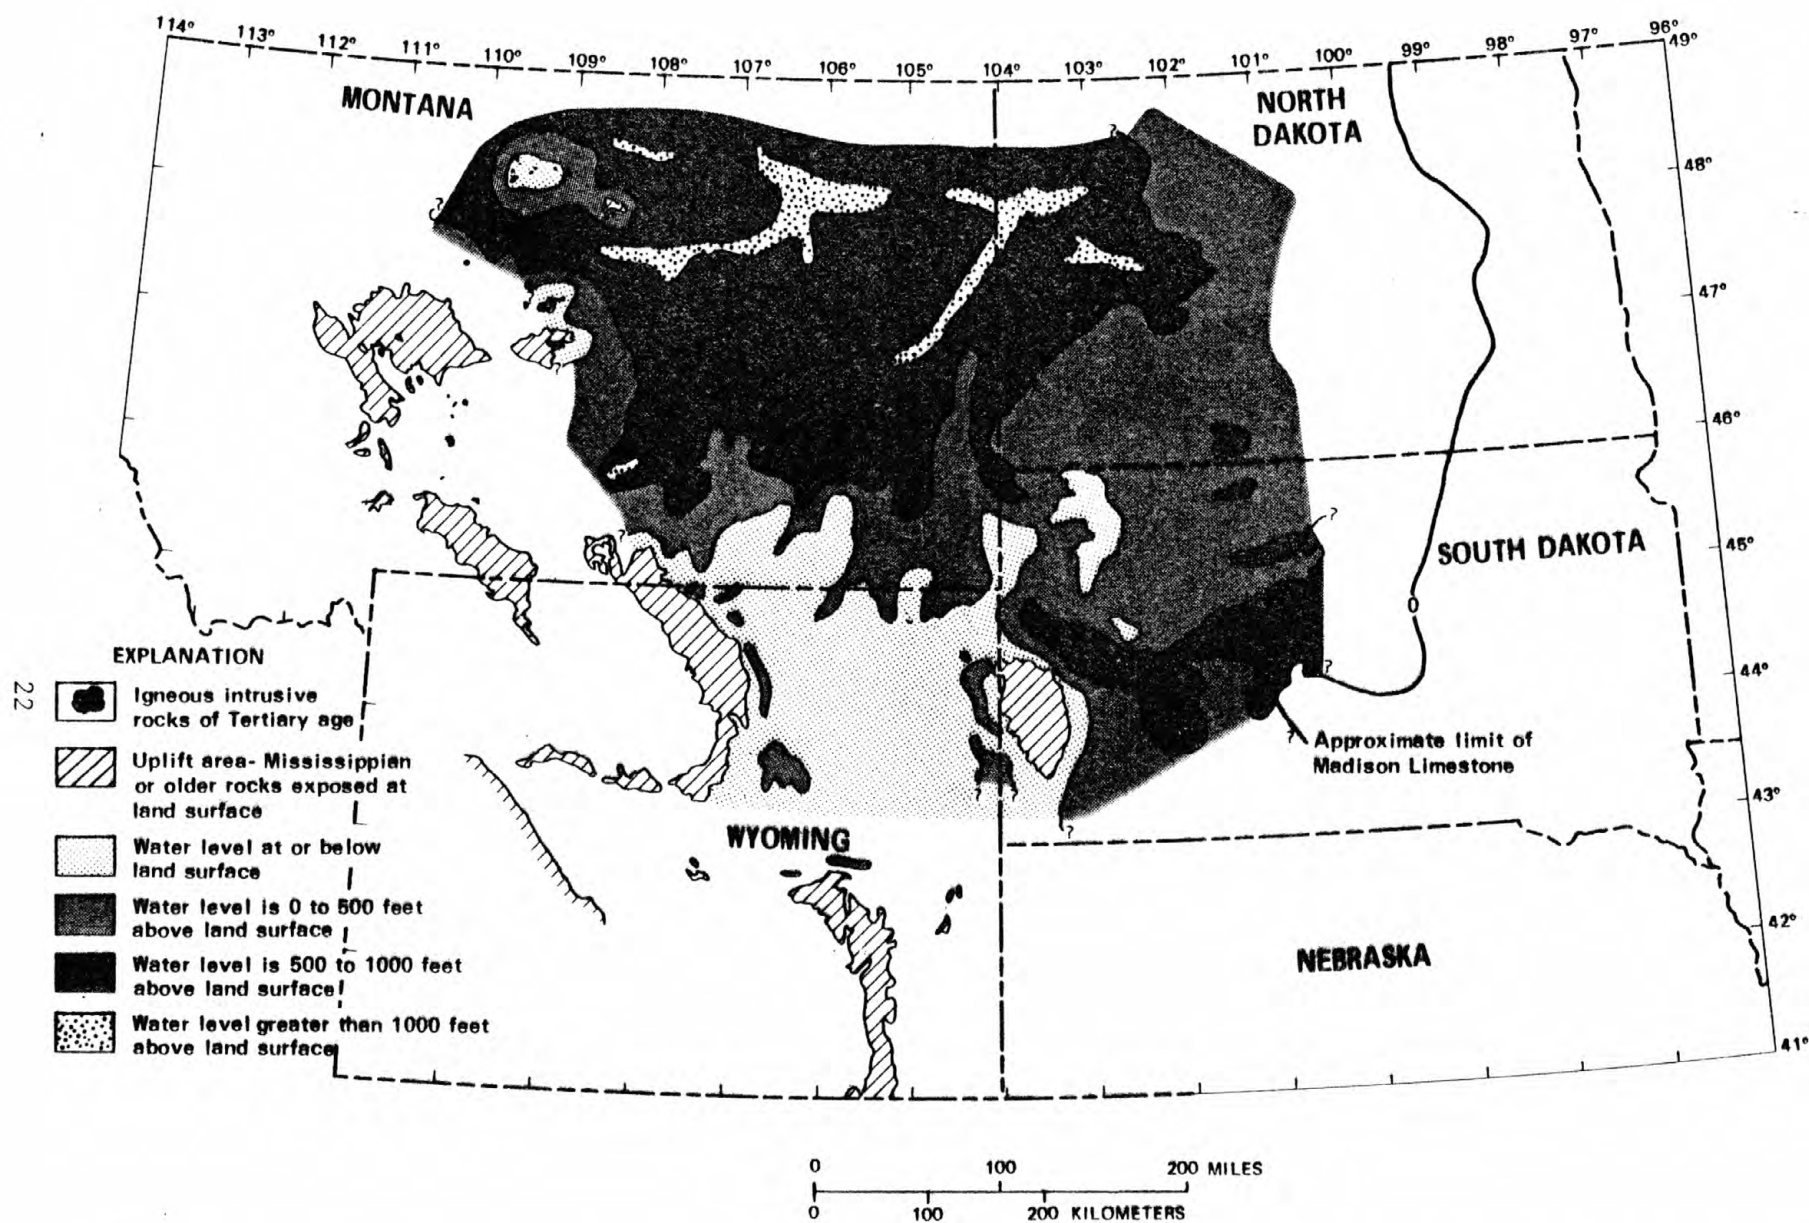 114° 113° 112° 111° 110° 109° 108° 107° 106° 105° 104° 103° 102° 101° 100° 99° 98° 97° 96°
49°
MONTANA
NORTH
DAKOTA
?
48°
?
47°
?
46°
?
SOUTH DAKOTA
45°
?
0
EXPLANATION
Igneous intrusive
rocks of Tertiary age
44°
?
22
Uplift area- Mississippian
or older rocks exposed at
land surface
?
Approximate limit of
Madison Limestone
43°
? ?
?
WYOMING
Water level at or below
land surface
Water level is 0 to 500 feet
above land surface
42°
NEBRASKA
Water level is 500 to 1000 feet
above land surface
Water level greater than 1000 feet
above land surface
41°
0 100 200 MILES
0 100 200 KILOMETERS